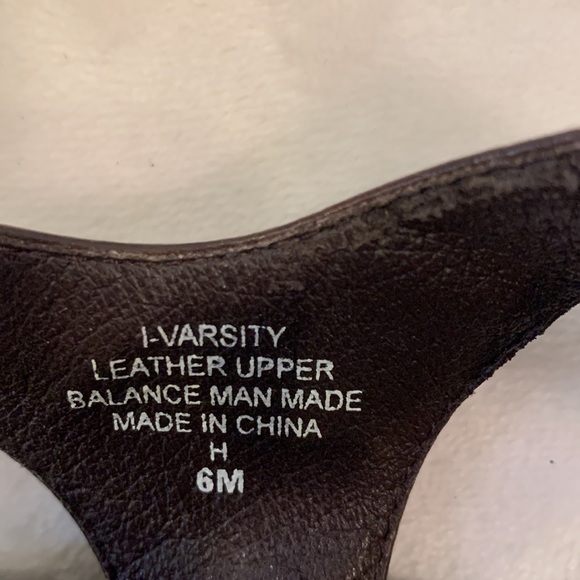 I-VARSITY
LEATHER UPPER
BALANCE MAN MADE
MADE IN CHINA
H
6M